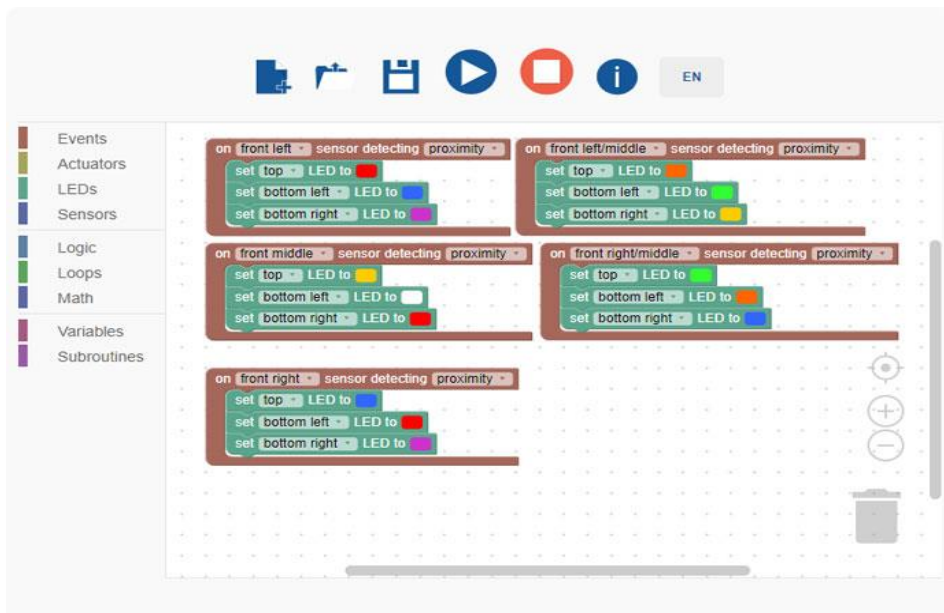 EN
Events
Actuators
LEDs
Sensors
Logic
Loops
Math
Variables
Subroutines
on front left sensor detecting proximity
set top LED to
set bottom left LED to
set bottom right LED to
on front left/middle sensor detecting proximity
set top LED to
set bottom left LED to
set bottom right LED to
on front middle sensor detecting proximity
set top LED to
set bottom left LED to
set bottom right LED to
on front right/middle sensor detecting proximity
set top LED to
set bottom left LED to
set bottom right LED to
on front right sensor detecting proximity
set top LED to
set bottom left LED to
set bottom right LED to